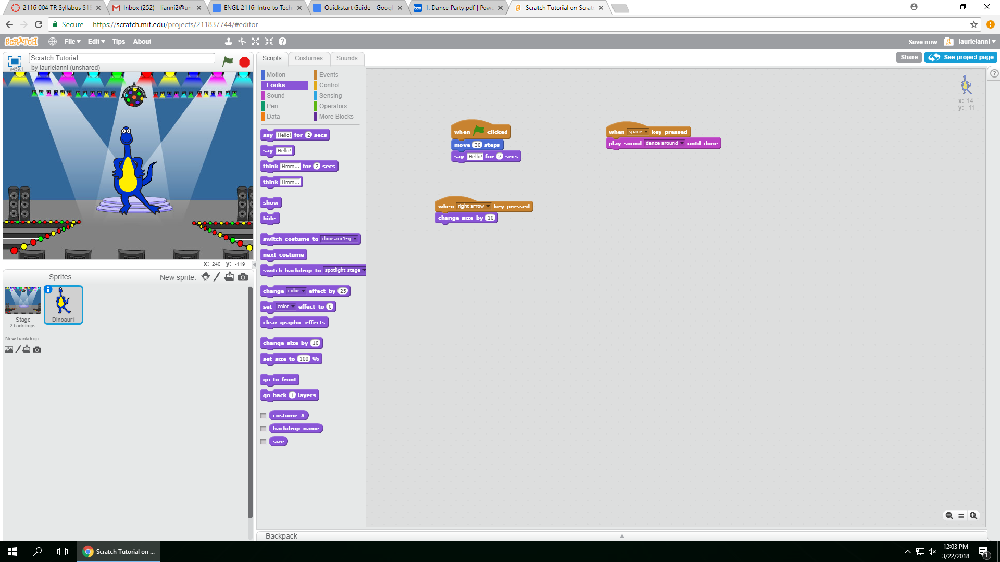 2116 004 TR Syllabus S18
Inbox (252) - lianni2@un
ENGL 2116: Intro to Tech
Quickstart Guide - Goog
box 1. Dance Party.pdf | Pow
Scratch Tutorial on Scrat
Secure https://scratch.mit.edu/projects/211837744/#editor
SCRATCH File Edit Tips About
Save now laurieianni
Scratch Tutorial
by laurieianni (unshared)
v459.1
Scripts Costumes Sounds
Share See project page
Motion Events
Looks Control
Sound Sensing
Pen Operators
Data More Blocks
say Hello! for 2 secs
say Hello!
think Hmm... for 2 secs
think Hmm...
show
hide
switch costume to dinosaur1-g
next costume
switch backdrop to spotlight-stage
change color effect by 25
set color effect to 0
clear graphic effects
change size by 10
set size to 100 %
go to front
go back 1 layers
costume #
backdrop name
size
when clicked
move 30 steps
say Hello! for 2 secs
when space key pressed
play sound dance around until done
when right arrow key pressed
change size by 10
x: 14
y: -11
x: 240 y: -119
Sprites New sprite:
Stage
2 backdrops
New backdrop:
Dinoaur1
Backpack
Scratch Tutorial on ...
12:03 PM
3/22/2018
1